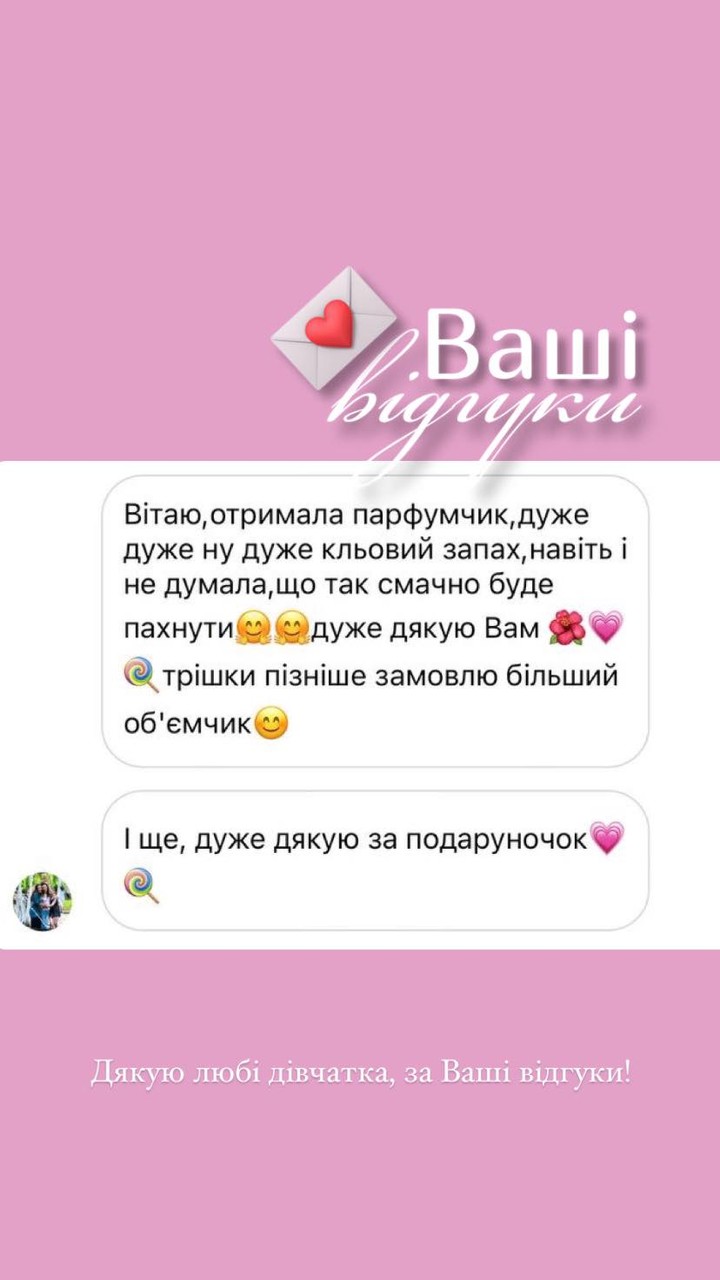 Ваші
відгуки
Вітаю,отримала парфумчик,дуже
дуже ну дуже кльовий запах,навіть і
не думала,що так смачно буде
пахнути🤗🤗дуже дякую Вам 🌺💗
🍭трішки пізніше замовлю більший
об'ємчик😊
І ще, дуже дякую за подаруночок💗
🍭
Дякую любі дівчатка, за Ваші відгуки!